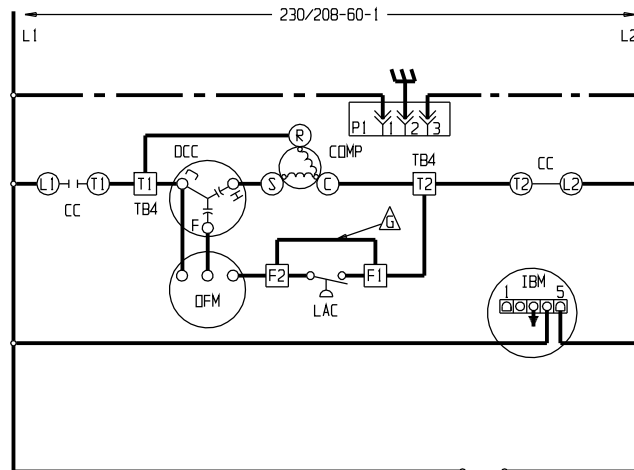 230/208-60-1
L1
L2
P1 1 2 3
R
DCC
COMP
TB4
CC
L1
T1
T1
H
S
C
T2
T2
L2
CC
TB4
F
G
F2
F1
OFM
LAC
IBM
1 5